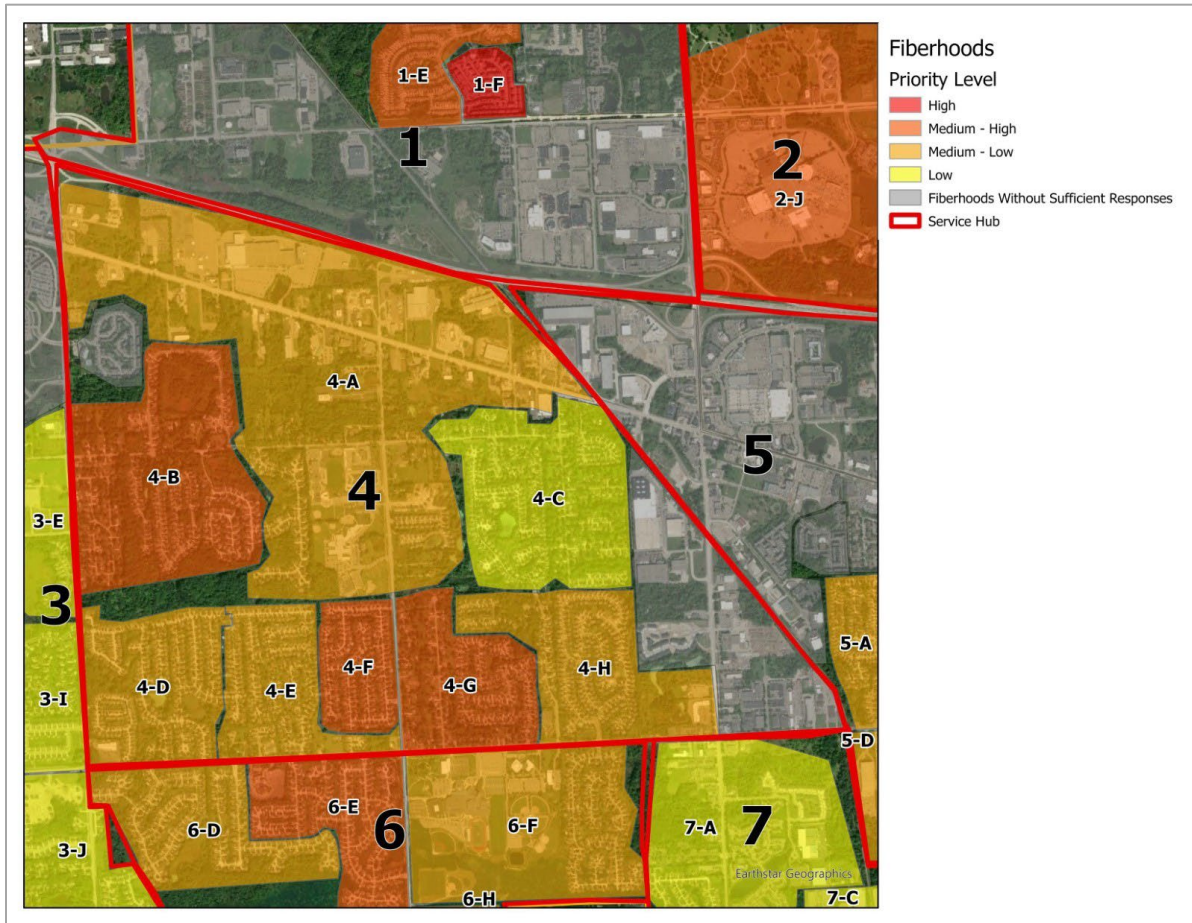 Fiberhoods
Priority Level
High
Medium - High
Medium - Low
Low
Fiberhoods Without Sufficient Responses
Service Hub
1-E
1-F
1
2
2-J
4-A
4-B
4
4-C
5
3-E
3
5-A
4-F
4-H
3-I
4-D
4-E
4-G
5-D
6-E
6-D
6
6-F
7-A
7
3-J
Earthstar Geographics
6-H
7-C